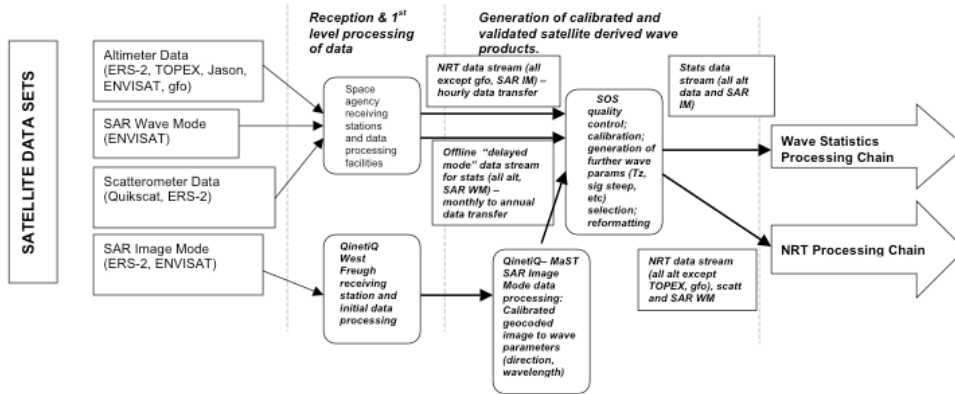 Reception & 1st
level processing
of data
Generation of calibrated and
validated satellite derived wave
products.
SATELLITE DATA SETS
Altimeter Data
(ERS-2, TOPEX, Jason,
ENVISAT, gfo)
SAR Wave Mode
(ENVISAT)
Scatterometer Data
(Quikscat, ERS-2)
SAR Image Mode
(ERS-2, ENVISAT)
Space
agency
receiving
stations
and data
processing
facilities
QinetiQ
West
Freugh
receiving
station and
initial data
processing
NRT data stream (all
except gfo, SAR IM) –
hourly data transfer
Offline "delayed
mode" data stream
for stats (all alt,
SAR WM) –
monthly to annual
data transfer
QinetiQ– MaST
SAR Image
Mode data
processing:
Calibrated
geocoded
image to wave
parameters
(direction,
wavelength)
SOS
quality
control;
calibration;
generation of
further wave
params (Tz,
sig steep,
etc)
selection;
reformatting
Stats data
stream (all alt
data and SAR
IM)
NRT data stream
(all alt except
TOPEX, gfo), scatt
and SAR WM
Wave Statistics
Processing Chain
NRT Processing Chain